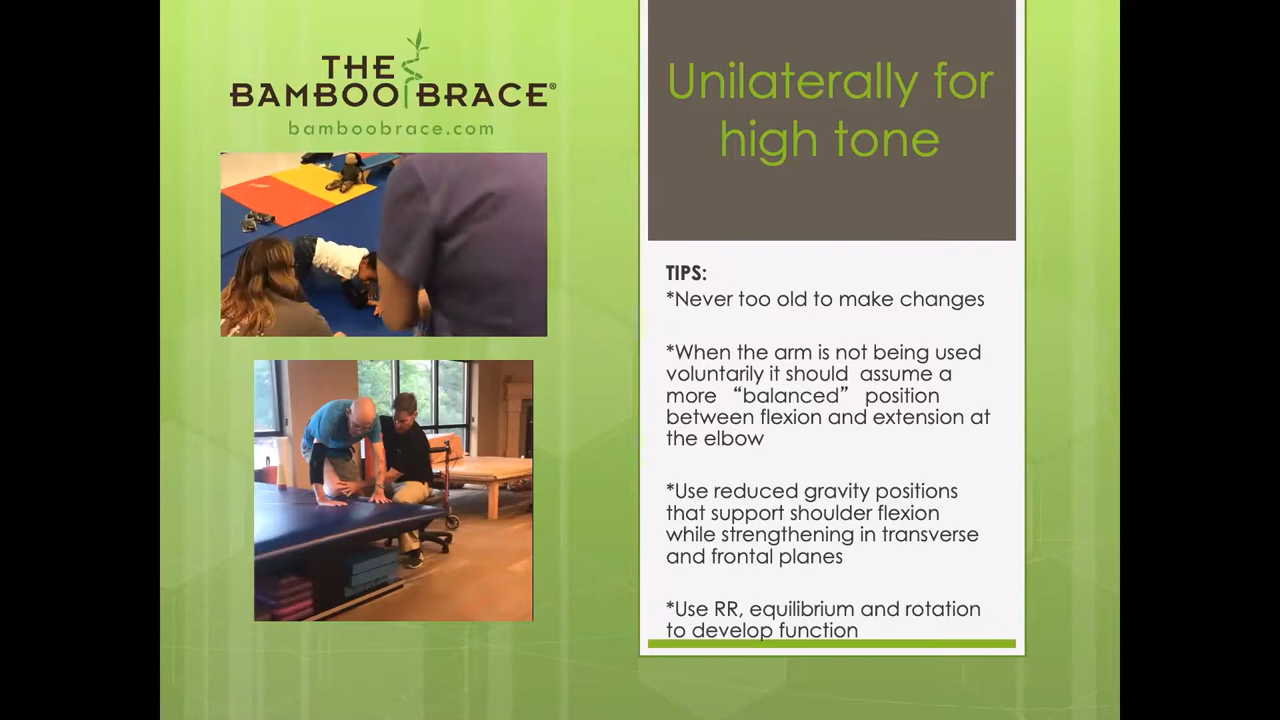 THE
BAMBOO BRACE®
bamboobrace.com
Unilaterally for
high tone
TIPS:
*Never too old to make changes
*When the arm is not being used
voluntarily it should assume a
more “balanced” position
between flexion and extension at
the elbow
*Use reduced gravity positions
that support shoulder flexion
while strengthening in transverse
and frontal planes
*Use RR, equilibrium and rotation
to develop function